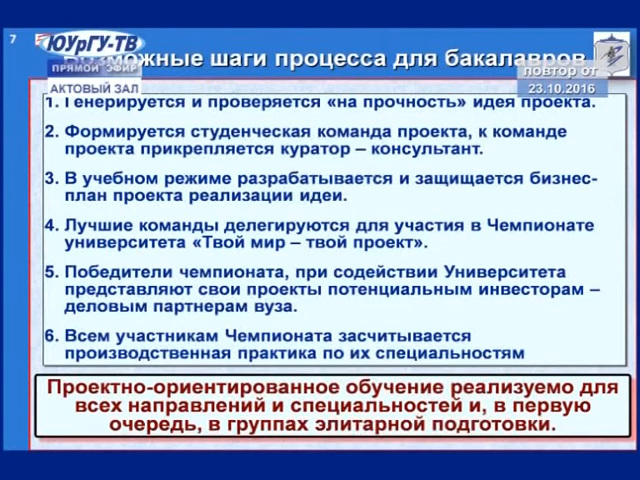 7
ЮУрГУ-ТВ
Возможные шаги процесса для бакалавров
ПРЯМОЙ ЭФИР
АКТОВЫЙ ЗАЛ
повтор от
23.10.2016
1. Генерируется и проверяется «на прочность» идея проекта.
2. Формируется студенческая команда проекта, к команде
проекта прикрепляется куратор – консультант.
3. В учебном режиме разрабатывается и защищается бизнес-
план проекта реализации идеи.
4. Лучшие команды делегируются для участия в Чемпионате
университета «Твой мир – твой проект».
5. Победители чемпионата, при содействии Университета
представляют свои проекты потенциальным инвесторам –
деловым партнерам вуза.
6. Всем участникам Чемпионата засчитывается
производственная практика по их специальностям
Проектно-ориентированное обучение реализуемо для
всех направлений и специальностей и, в первую
очередь, в группах элитарной подготовки.